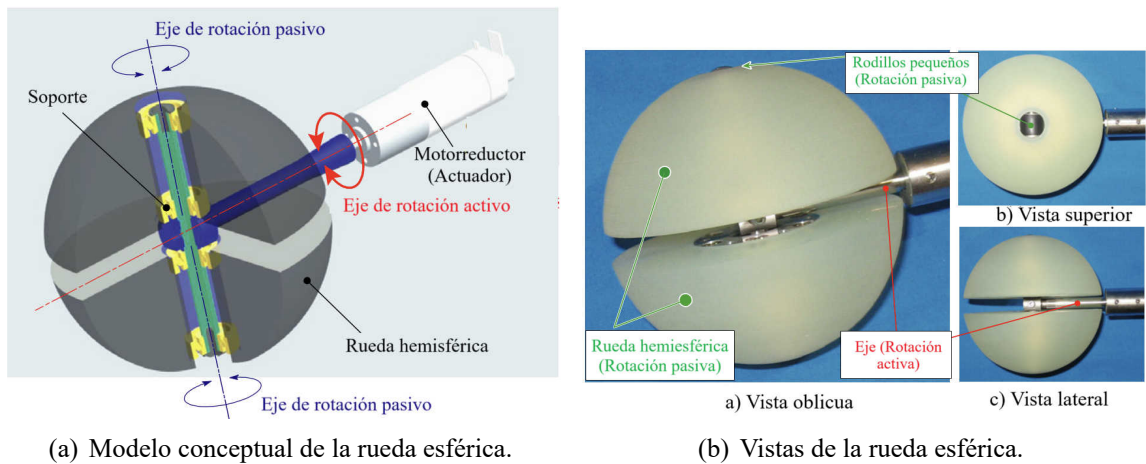 Eje de rotación pasivo
Soporte
Motorreductor
(Actuador)
Eje de rotación activo
Rueda hemisférica
Eje de rotación pasivo
(a) Modelo conceptual de la rueda esférica.
Rodillos pequeños
(Rotación pasiva)
Rueda hemiesférica
(Rotación pasiva)
Eje (Rotación
activa)
a) Vista oblicua
b) Vista superior
c) Vista lateral
(b) Vistas de la rueda esférica.